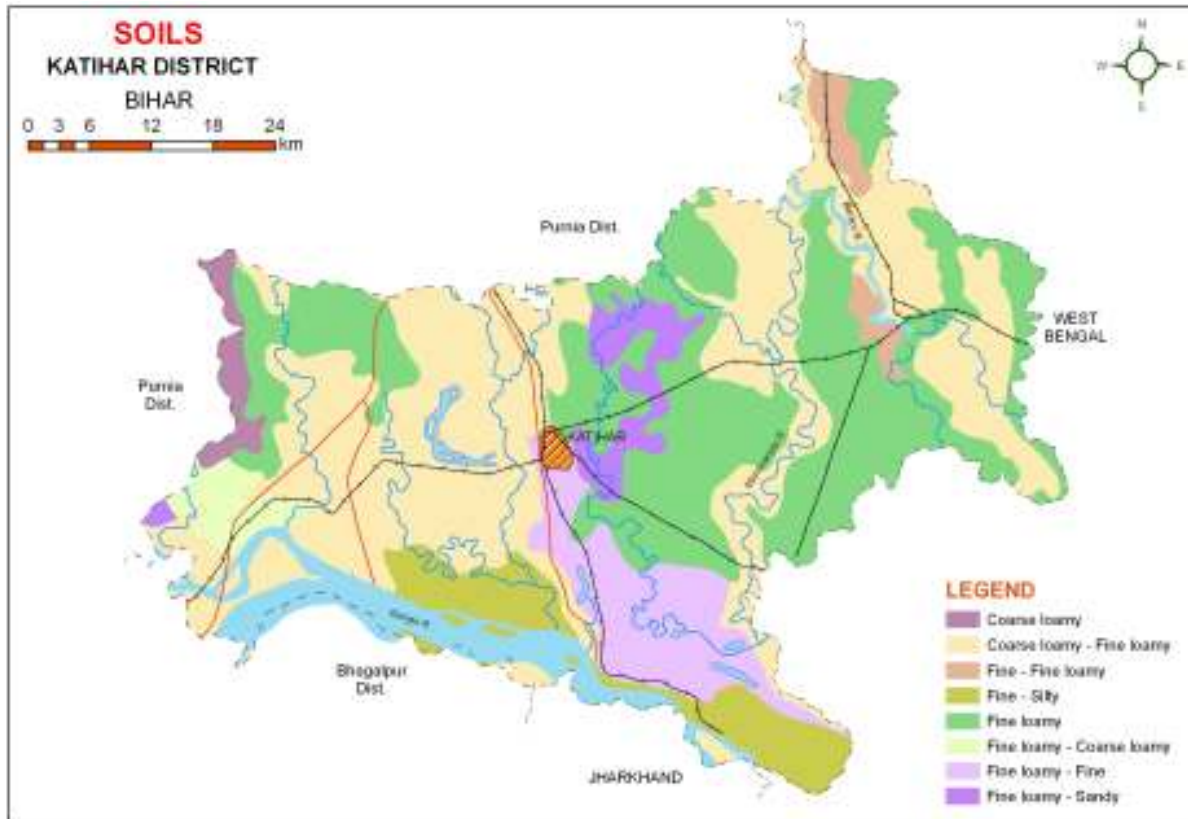 SOILS
KATIHAR DISTRICT
BIHAR
0 3 6 12 18 24
km
N
W E
S
Purnia Dist.
WEST
BENGAL
Purnia
Dist.
KATIHAR
Ganga R
Bhagalpur
Dist.
JHARKHAND
LEGEND
Coarse loamy
Coarse loamy - Fine loamy
Fine - Fine loamy
Fine - Silty
Fine loamy
Fine loamy - Coarse loamy
Fine loamy - Fine
Fine loamy - Sandy